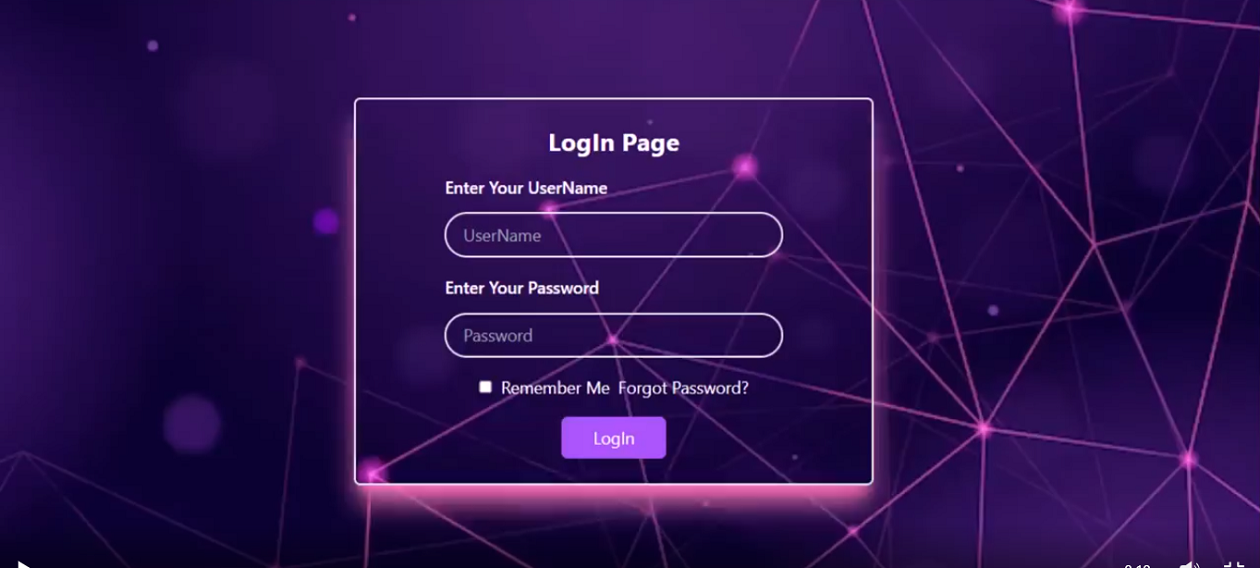 LogIn Page
Enter Your UserName
UserName
Enter Your Password
Password
Remember Me Forgot Password?
LogIn